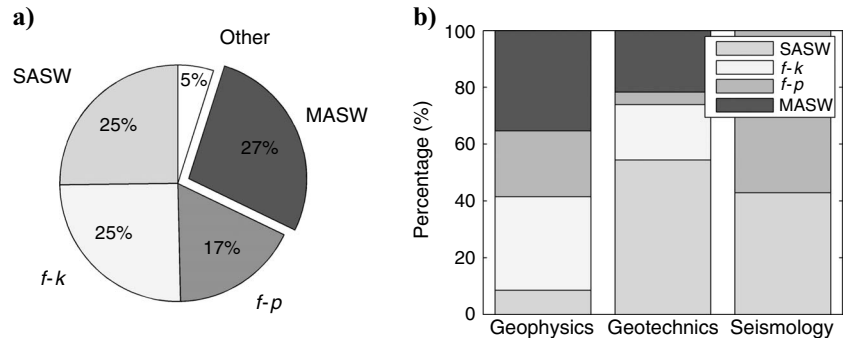 a)
Other
SASW
5%
MASW
25%
27%
25%
17%
f-k
f-p
b)
100
80
60
40
20
0
Percentage (%)
SASW
f-k
f-p
MASW
Geophysics Geotechnics Seismology